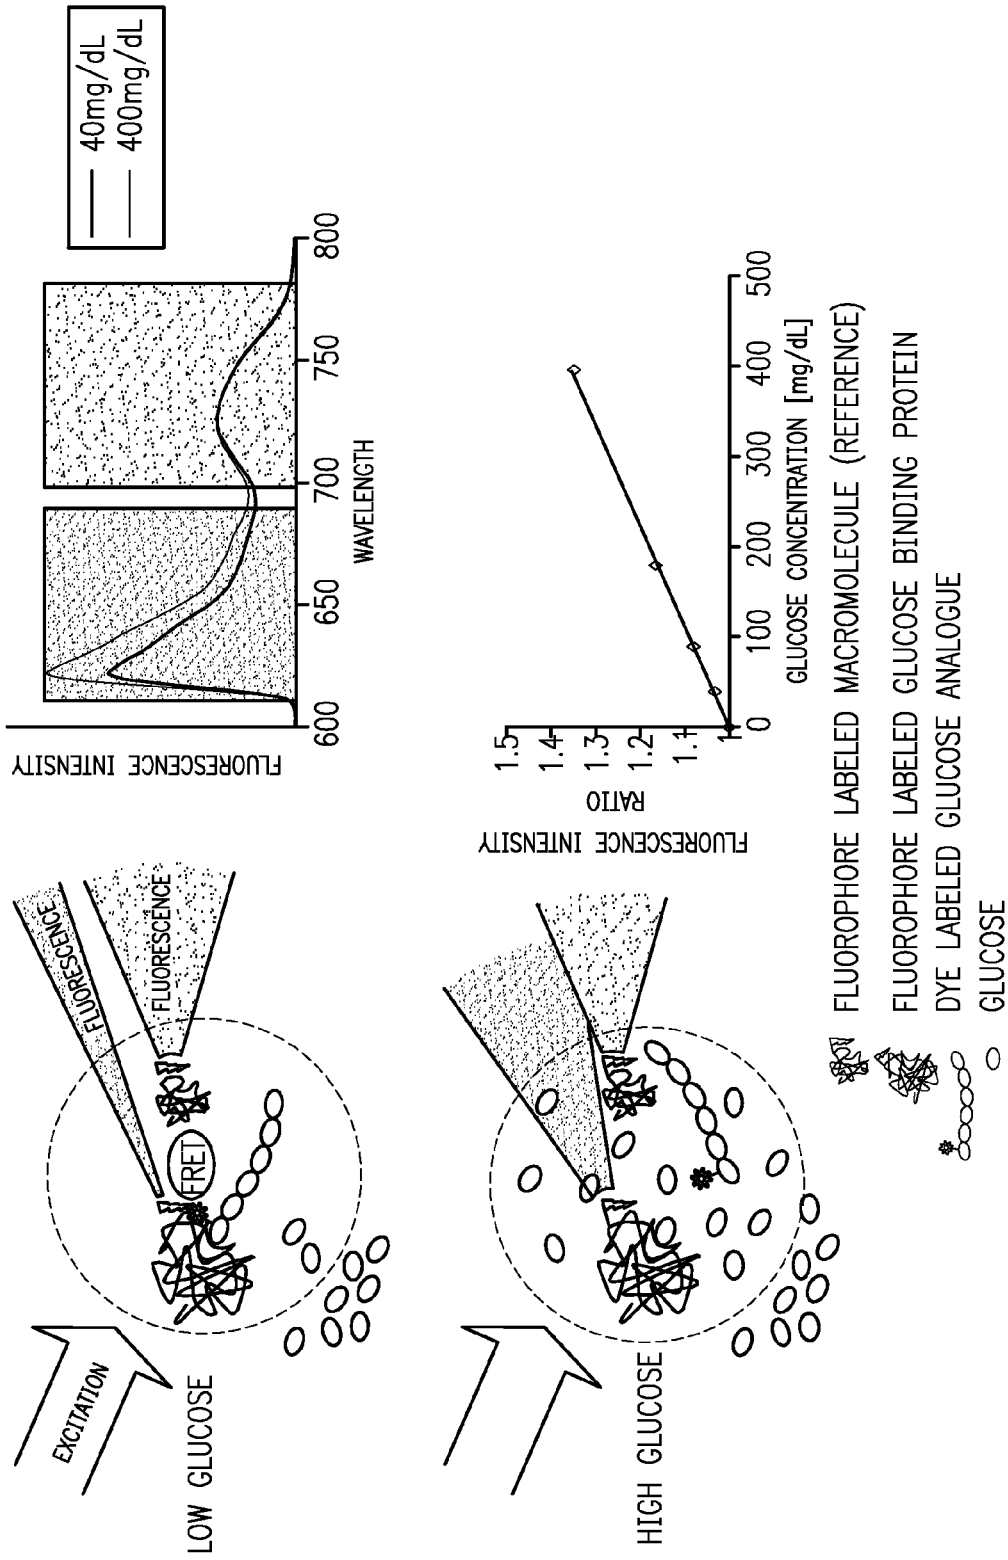 EXCITATION
LOW GLUCOSE
FRET
FLUORESCENCE
FLUORESCENCE
FLUORESCENCE INTENSITY
600
650
700
750
800
WAVELENGTH
40mg/dL
400mg/dL
HIGH GLUCOSE
FLUORESCENCE INTENSITY
RATIO
1.5
1.4
1.3
1.2
1.1
1
0
100
200
300
400
500
GLUCOSE CONCENTRATION [mg/dL]
FLUOROPHORE LABELED MACROMOLECULE (REFERENCE)
FLUOROPHORE LABELED GLUCOSE BINDING PROTEIN
DYE LABELED GLUCOSE ANALOGUE
GLUCOSE